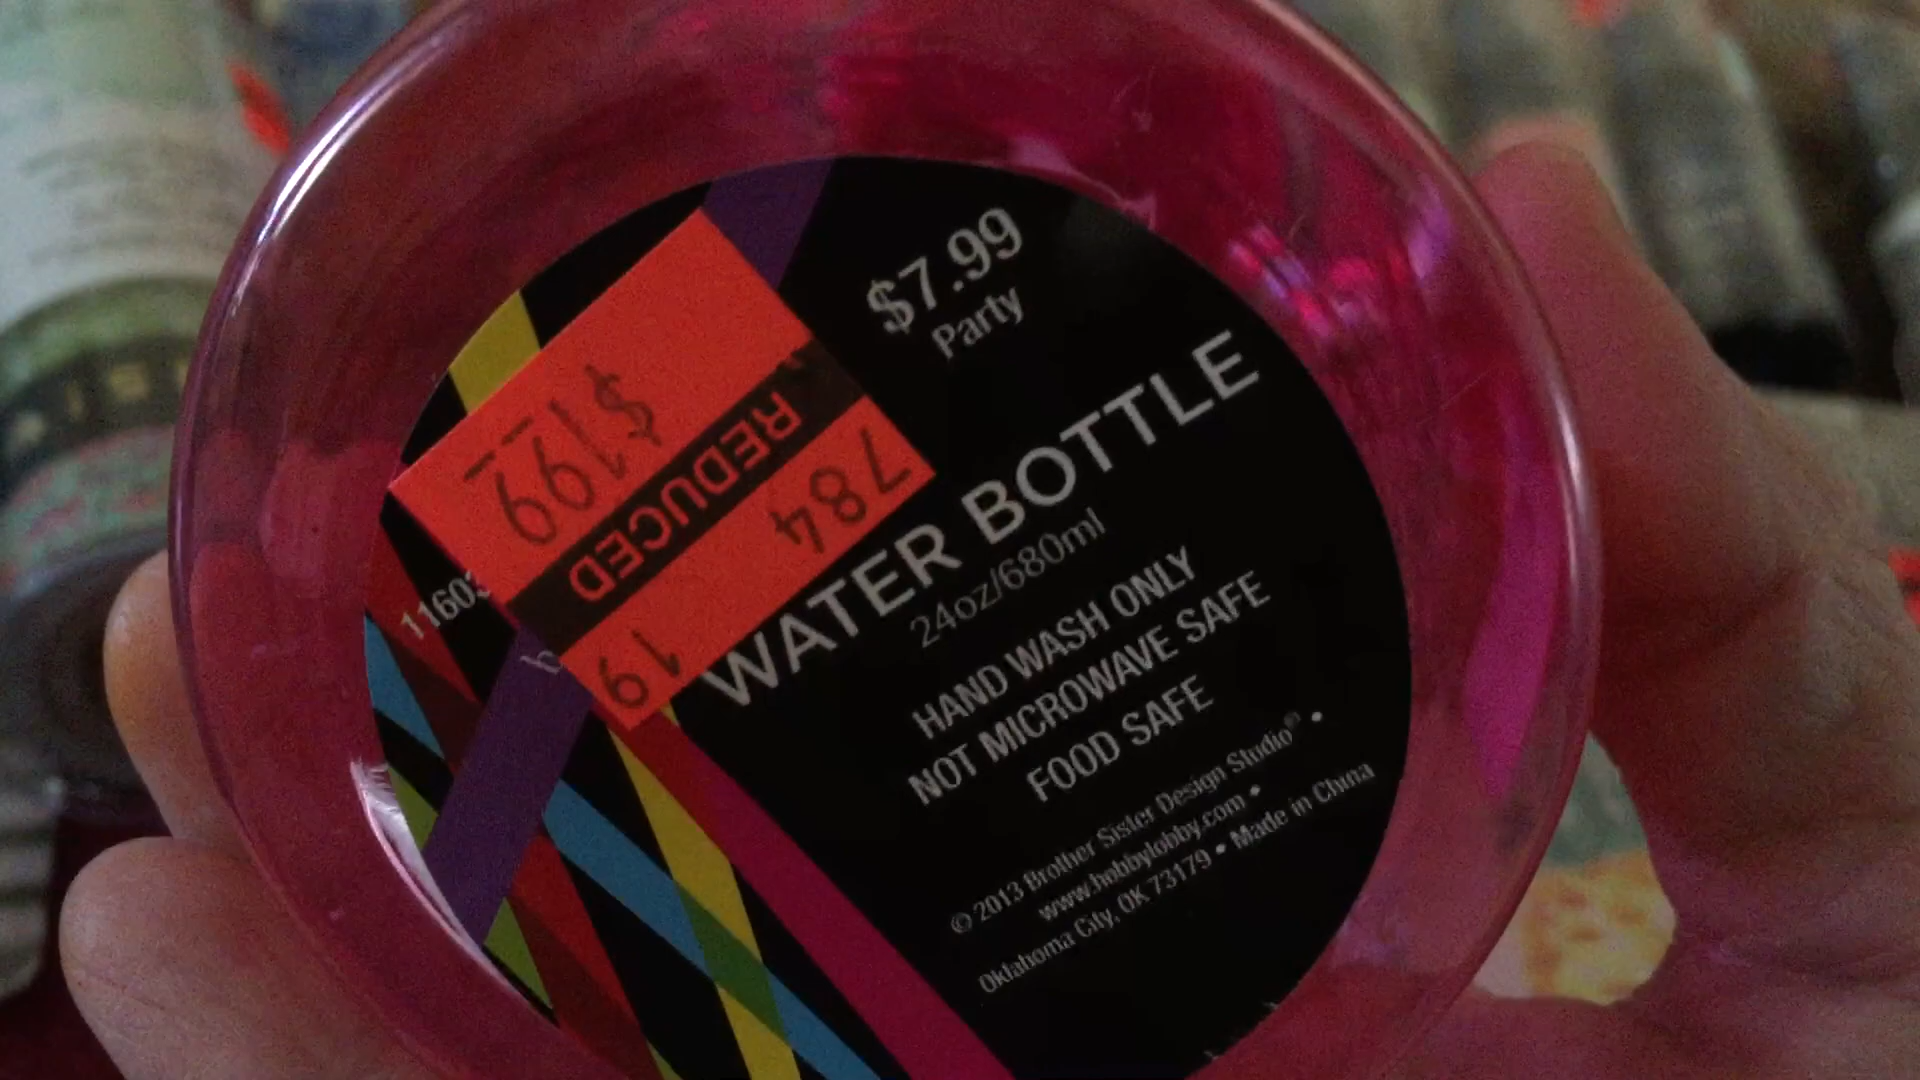 $7.99
Party
WATER BOTTLE
24oz/680ml
HAND WASH ONLY
NOT MICROWAVE SAFE
FOOD SAFE
© 2013 Brother Sister Design Studio® •
www.hobbylobby.com •
Oklahoma City, OK 73179 • Made in China
19 784
REDUCED
$199
11603